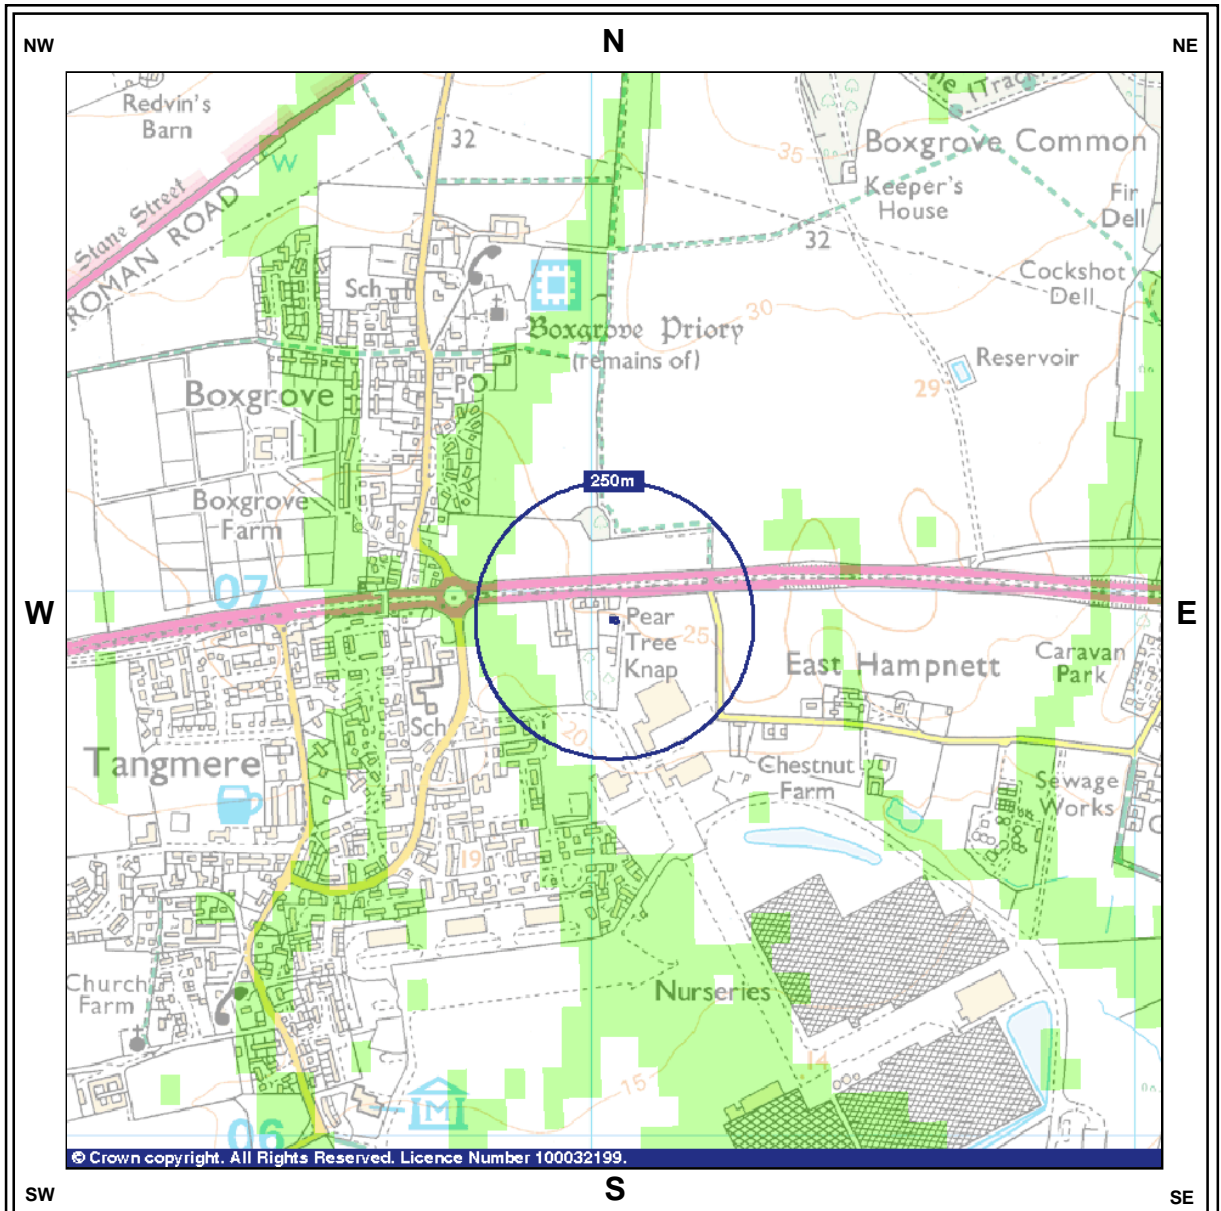 NW
N
NE
Redvin's
Barn
32
W
Stane Street
ROMAN ROAD
35
Boxgrove Common
Keeper's
House
Fir
Dell
32
Cockshot
Dell
Sch
30
Boxgrove Priory
(remains of)
Reservoir
29
PO
Boxgrove
Boxgrove
Farm
250m
07
W
E
Pear
Tree
Knap
25
East Hampnett
Caravan
Park
Sch
20
Tangmere
Chestnut
Farm
Sewage
Works
19
Church
Farm
Nurseries
14
15
M
06
© Crown copyright. All Rights Reserved. Licence Number 100032199.
SW
S
SE